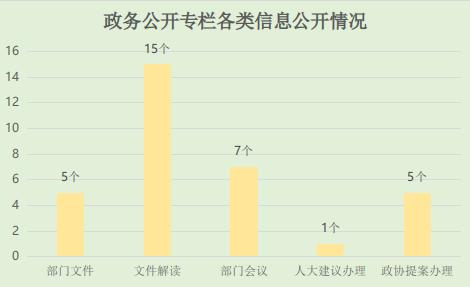 政务公开专栏各类信息公开情况
16
14
12
10
8
6
4
2
0
5个
15个
7个
1个
5个
部门文件
文件解读
部门会议
人大建议办理
政协提案办理